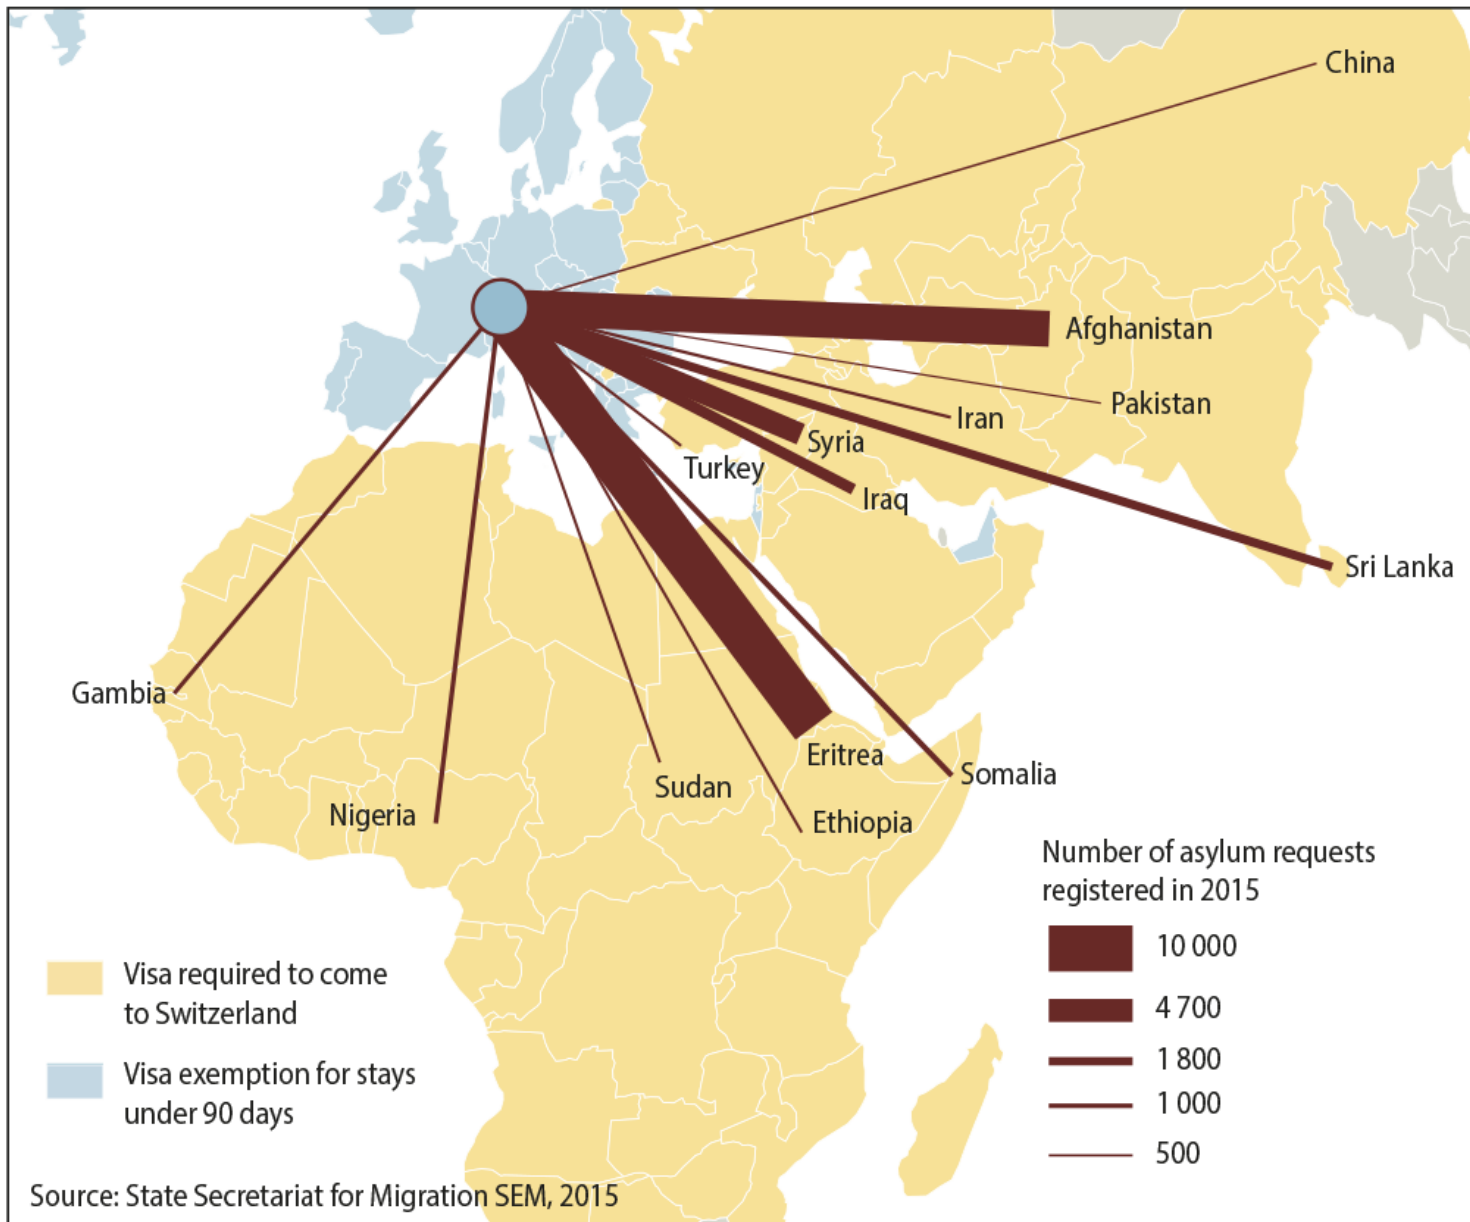 China
Afghanistan
Pakistan
Iran
Syria
Turkey
Iraq
Sri Lanka
Gambia
Eritrea
Somalia
Sudan
Nigeria
Ethiopia
Number of asylum requests
registered in 2015
10 000
4 700
1 800
1 000
500
Visa required to come
to Switzerland
Visa exemption for stays
under 90 days
Source: State Secretariat for Migration SEM, 2015